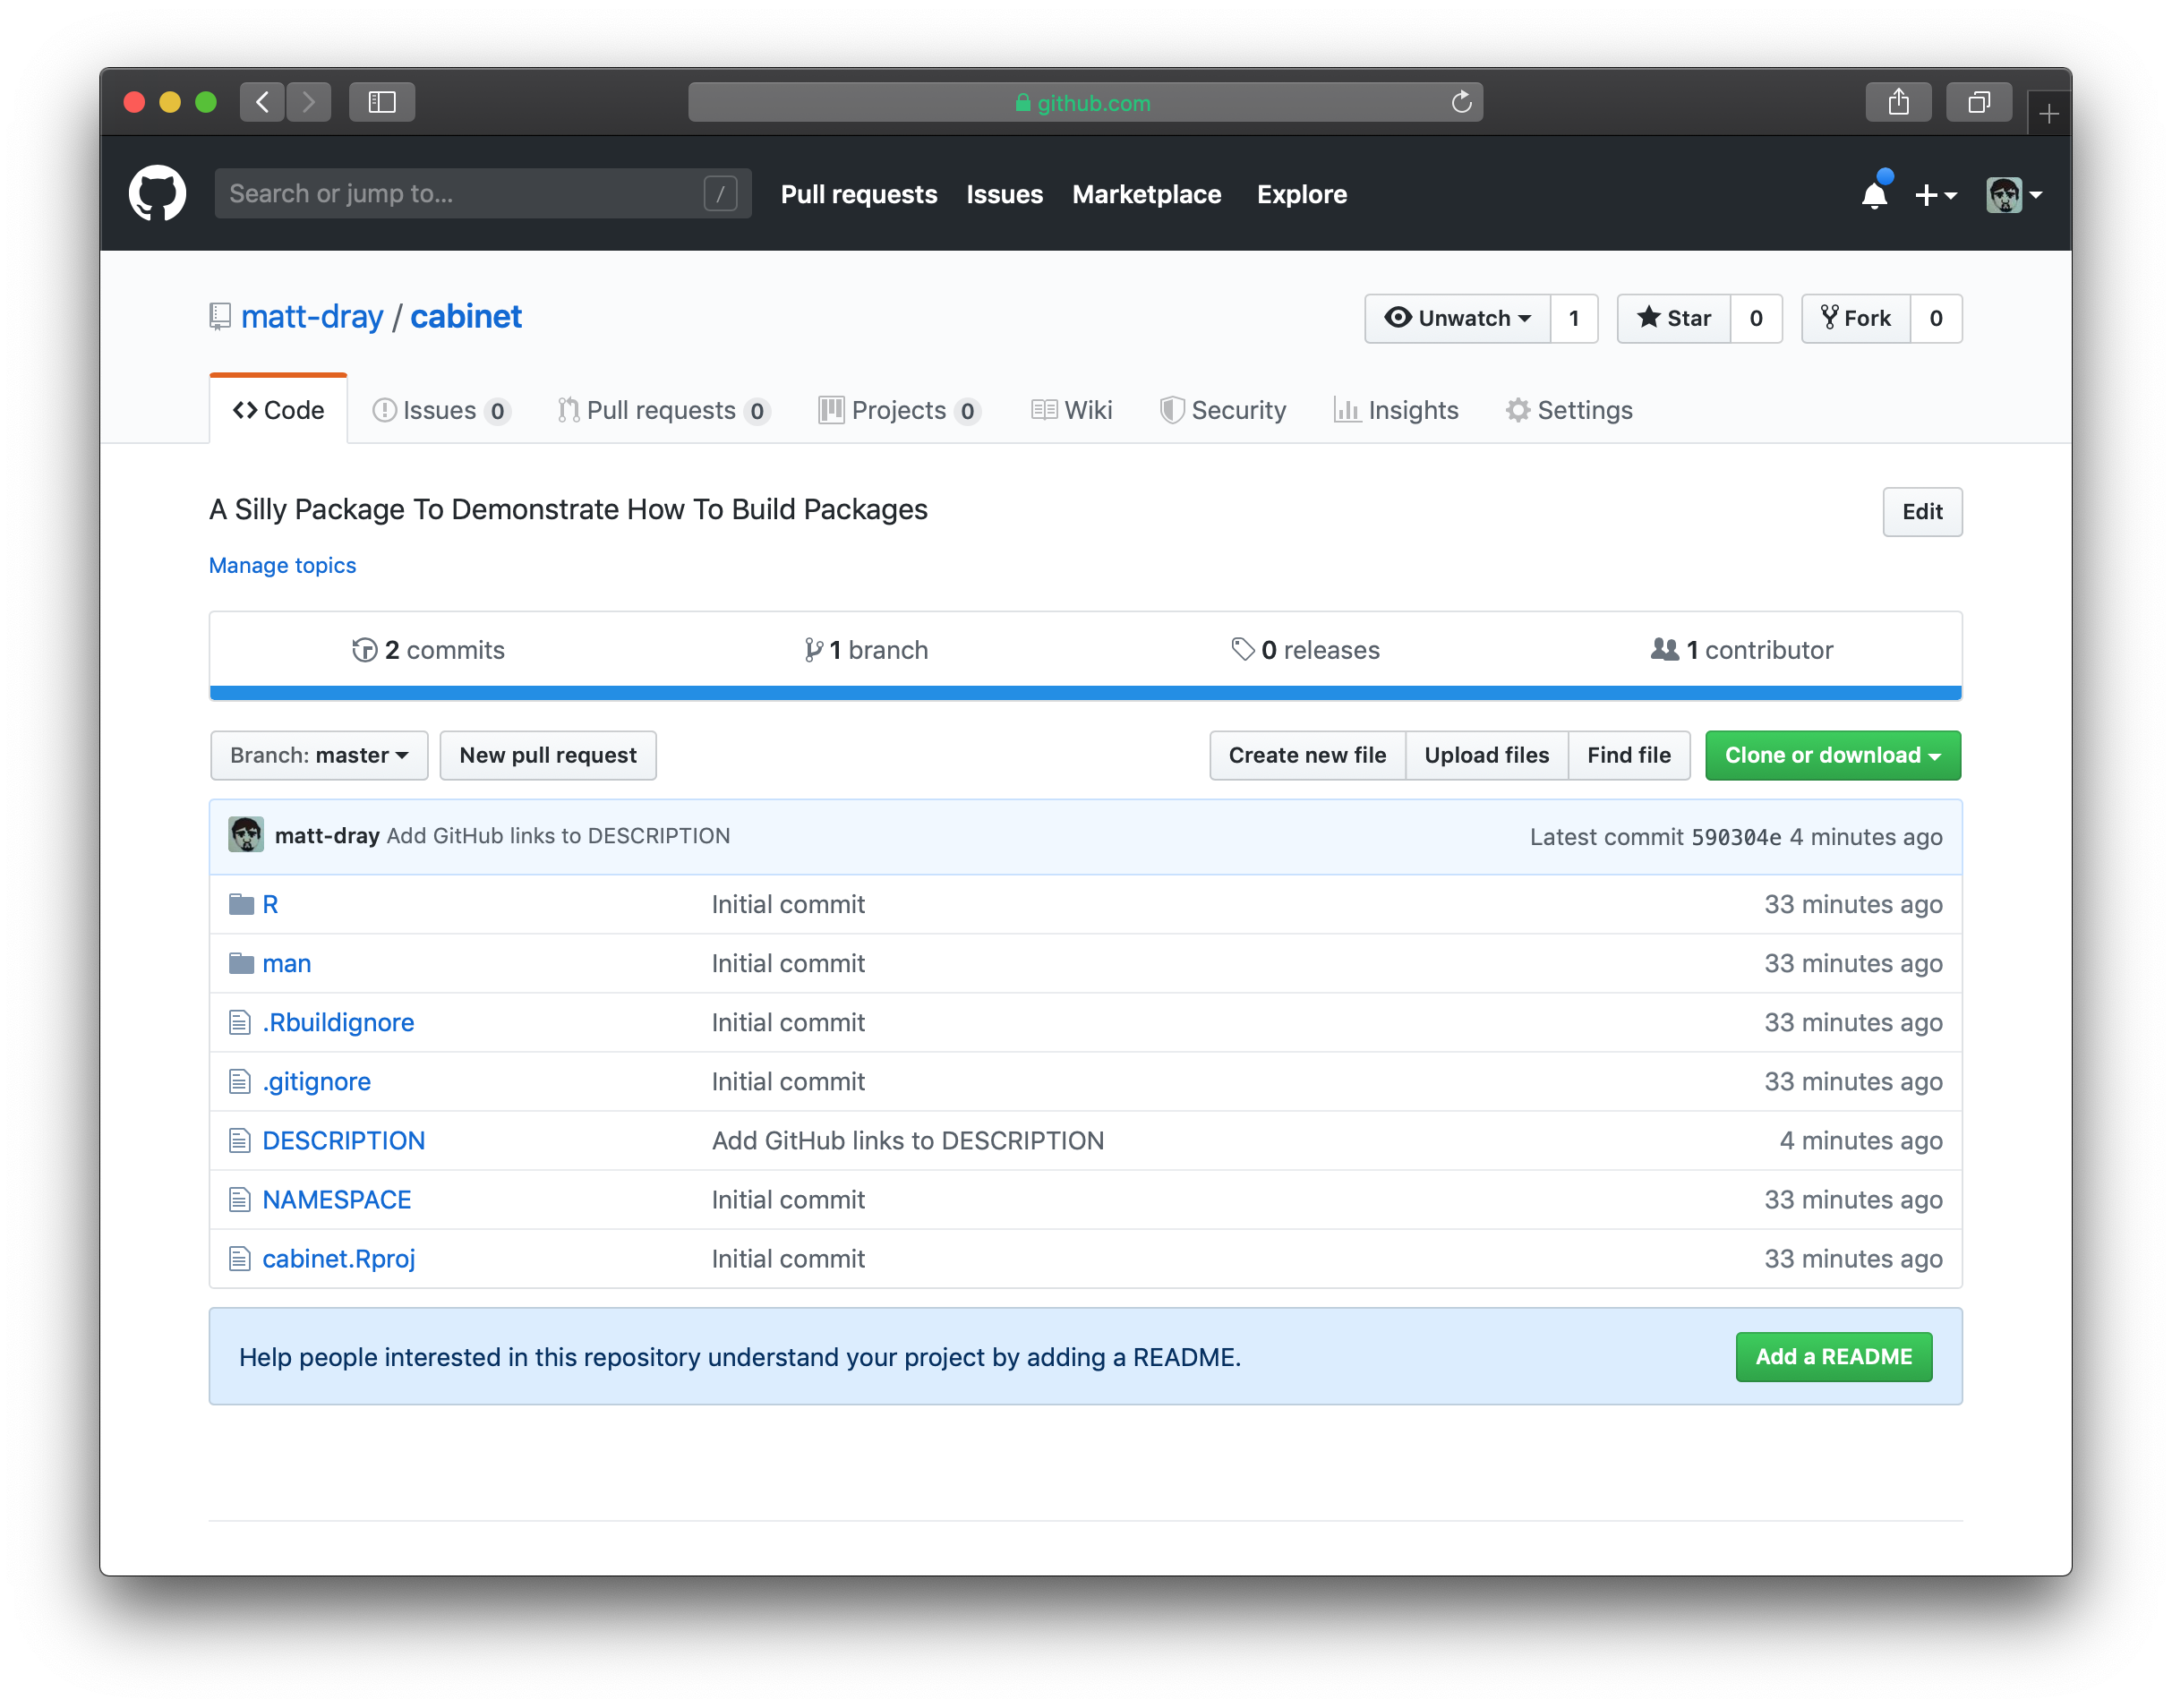 github.com
Search or jump to... /
Pull requests Issues Marketplace Explore
matt-dray / cabinet
Unwatch 1 Star 0 Fork 0
Code Issues 0 Pull requests 0 Projects 0 Wiki Security Insights Settings
A Silly Package To Demonstrate How To Build Packages
Edit
Manage topics
2 commits 1 branch 0 releases 1 contributor
Branch: master New pull request Create new file Upload files Find file Clone or download
matt-dray Add GitHub links to DESCRIPTION Latest commit 590304e 4 minutes ago
R Initial commit 33 minutes ago
man Initial commit 33 minutes ago
.Rbuildignore Initial commit 33 minutes ago
.gitignore Initial commit 33 minutes ago
DESCRIPTION Add GitHub links to DESCRIPTION 4 minutes ago
NAMESPACE Initial commit 33 minutes ago
cabinet.Rproj Initial commit 33 minutes ago
Help people interested in this repository understand your project by adding a README. Add a README